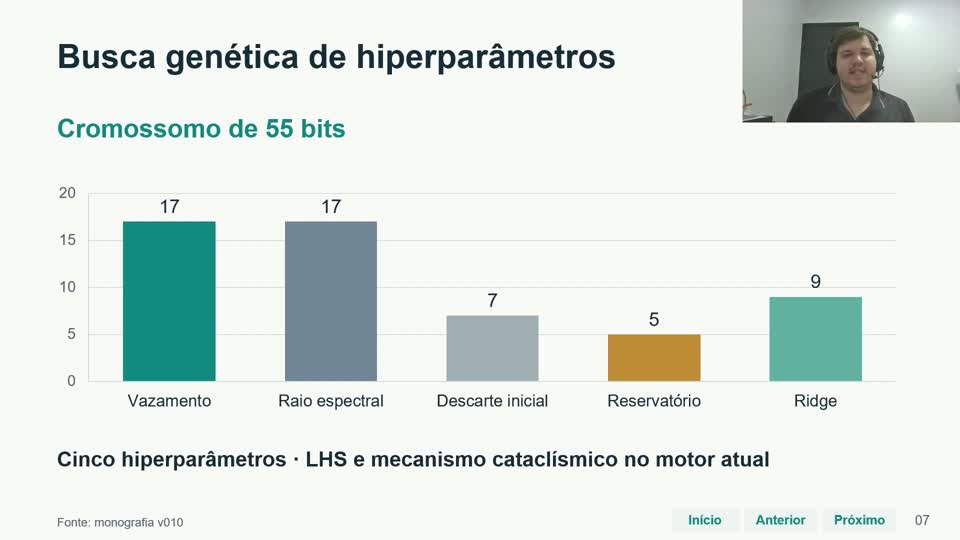 Busca genética de hiperparâmetros
Cromossomo de 55 bits
20
15
10
5
0
17
17
7
5
9
Vazamento
Raio espectral
Descarte inicial
Reservatório
Ridge
Cinco hiperparâmetros · LHS e mecanismo cataclísmico no motor atual
Fonte: monografia v010
Início
Anterior
Próximo
07